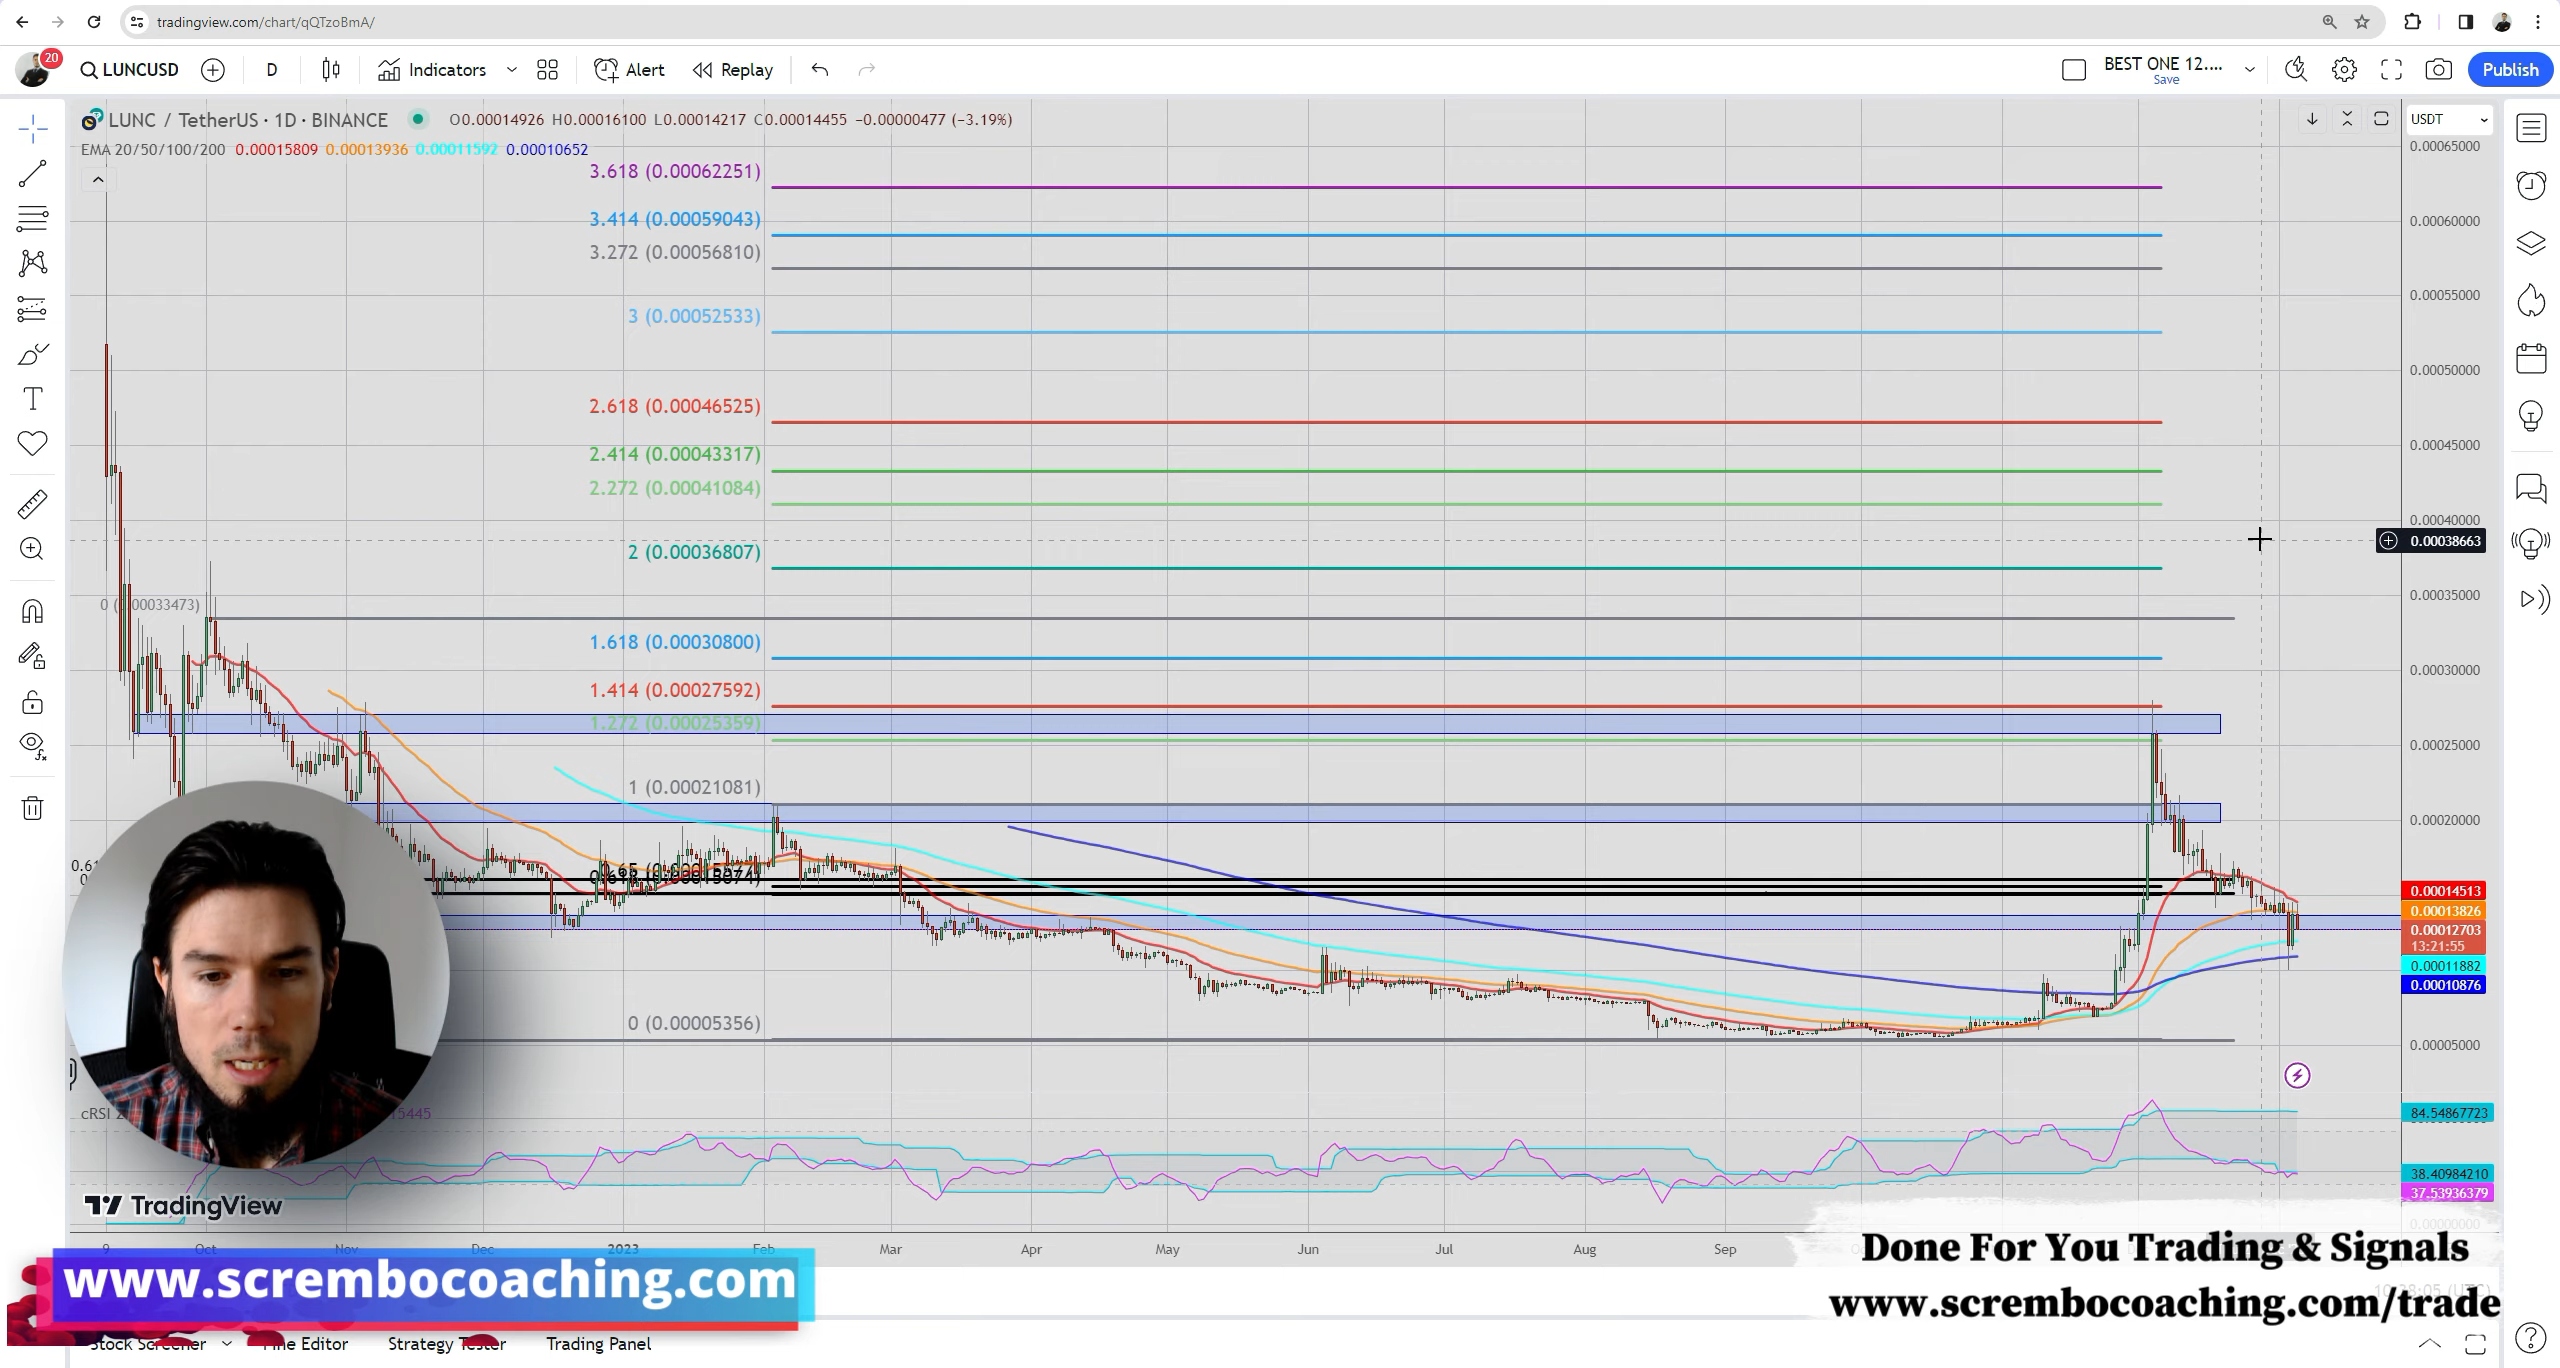 tradingview.com/chart/qQTzoBmA/
20
LUNCUSD
D
Indicators
Alert
Replay
BEST ONE 12....
Save
Publish
LUNC / TetherUS · 1D · BINANCE
O0.00014926 H0.00016100 L0.00014217 C0.00014455 −0.00000477 (−3.19%)
USDT
EMA 20/50/100/200 0.00015809 0.00013936 0.00011592 0.00010652
0.00065000
3.618 (0.00062251)
3.414 (0.00059043)
0.00060000
3.272 (0.00056810)
0.00055000
3 (0.00052533)
0.00050000
2.618 (0.00046525)
2.414 (0.00043317)
0.00045000
2.272 (0.00041084)
0.00040000
0.00038663
2 (0.00036807)
0 (0.00033473)
0.00035000
1.618 (0.00030800)
0.00030000
1.414 (0.00027592)
1.272 (0.00025359)
0.00025000
1 (0.00021081)
0.00020000
0.00014513
0.00013826
0.00012703
13:21:55
0.00011882
0.00010876
0 (0.00005356)
0.00005000
cRSI
84.54867723
38.40984210
37.53936379
TradingView
9
Oct
Nov
Dec
2023
Feb
Mar
Apr
May
Jun
Jul
Aug
Sep
www.scrembocoaching.com
Done For You Trading & Signals
www.scrembocoaching.com/trade
Stock Screener
Strategy Tester
Trading Panel